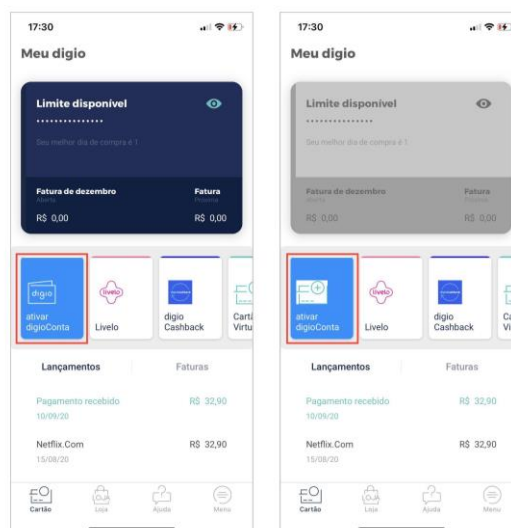 17:30
Meu digio
Limite disponível
Seu melhor dia de compra é 1
Fatura de dezembro
Fatura
Aberta
Próxima
R$ 0,00
R$ 0,00
digio
ativar
digioConta
livelo
Livelo
digio
Cashback
Cartã
Virtu
Lançamentos
Faturas
Pagamento recebido
R$ 32,90
10/09/20
Netflix.Com
R$ 32,90
15/08/20
Cartão
LOJA
Loja
Ajuda
Menu
17:30
Meu digio
Limite disponível
Seu melhor dia de compra é 1
Fatura de dezembro
Fatura
Aberta
Próxima
R$ 0,00
R$ 0,00
ativar
digioConta
livelo
Livelo
digio
Cashback
Ca
Vi
Lançamentos
Faturas
Pagamento recebido
R$ 32,90
10/09/20
Netflix.Com
R$ 32,90
15/08/20
Cartão
LOJA
Loja
Ajuda
Menu